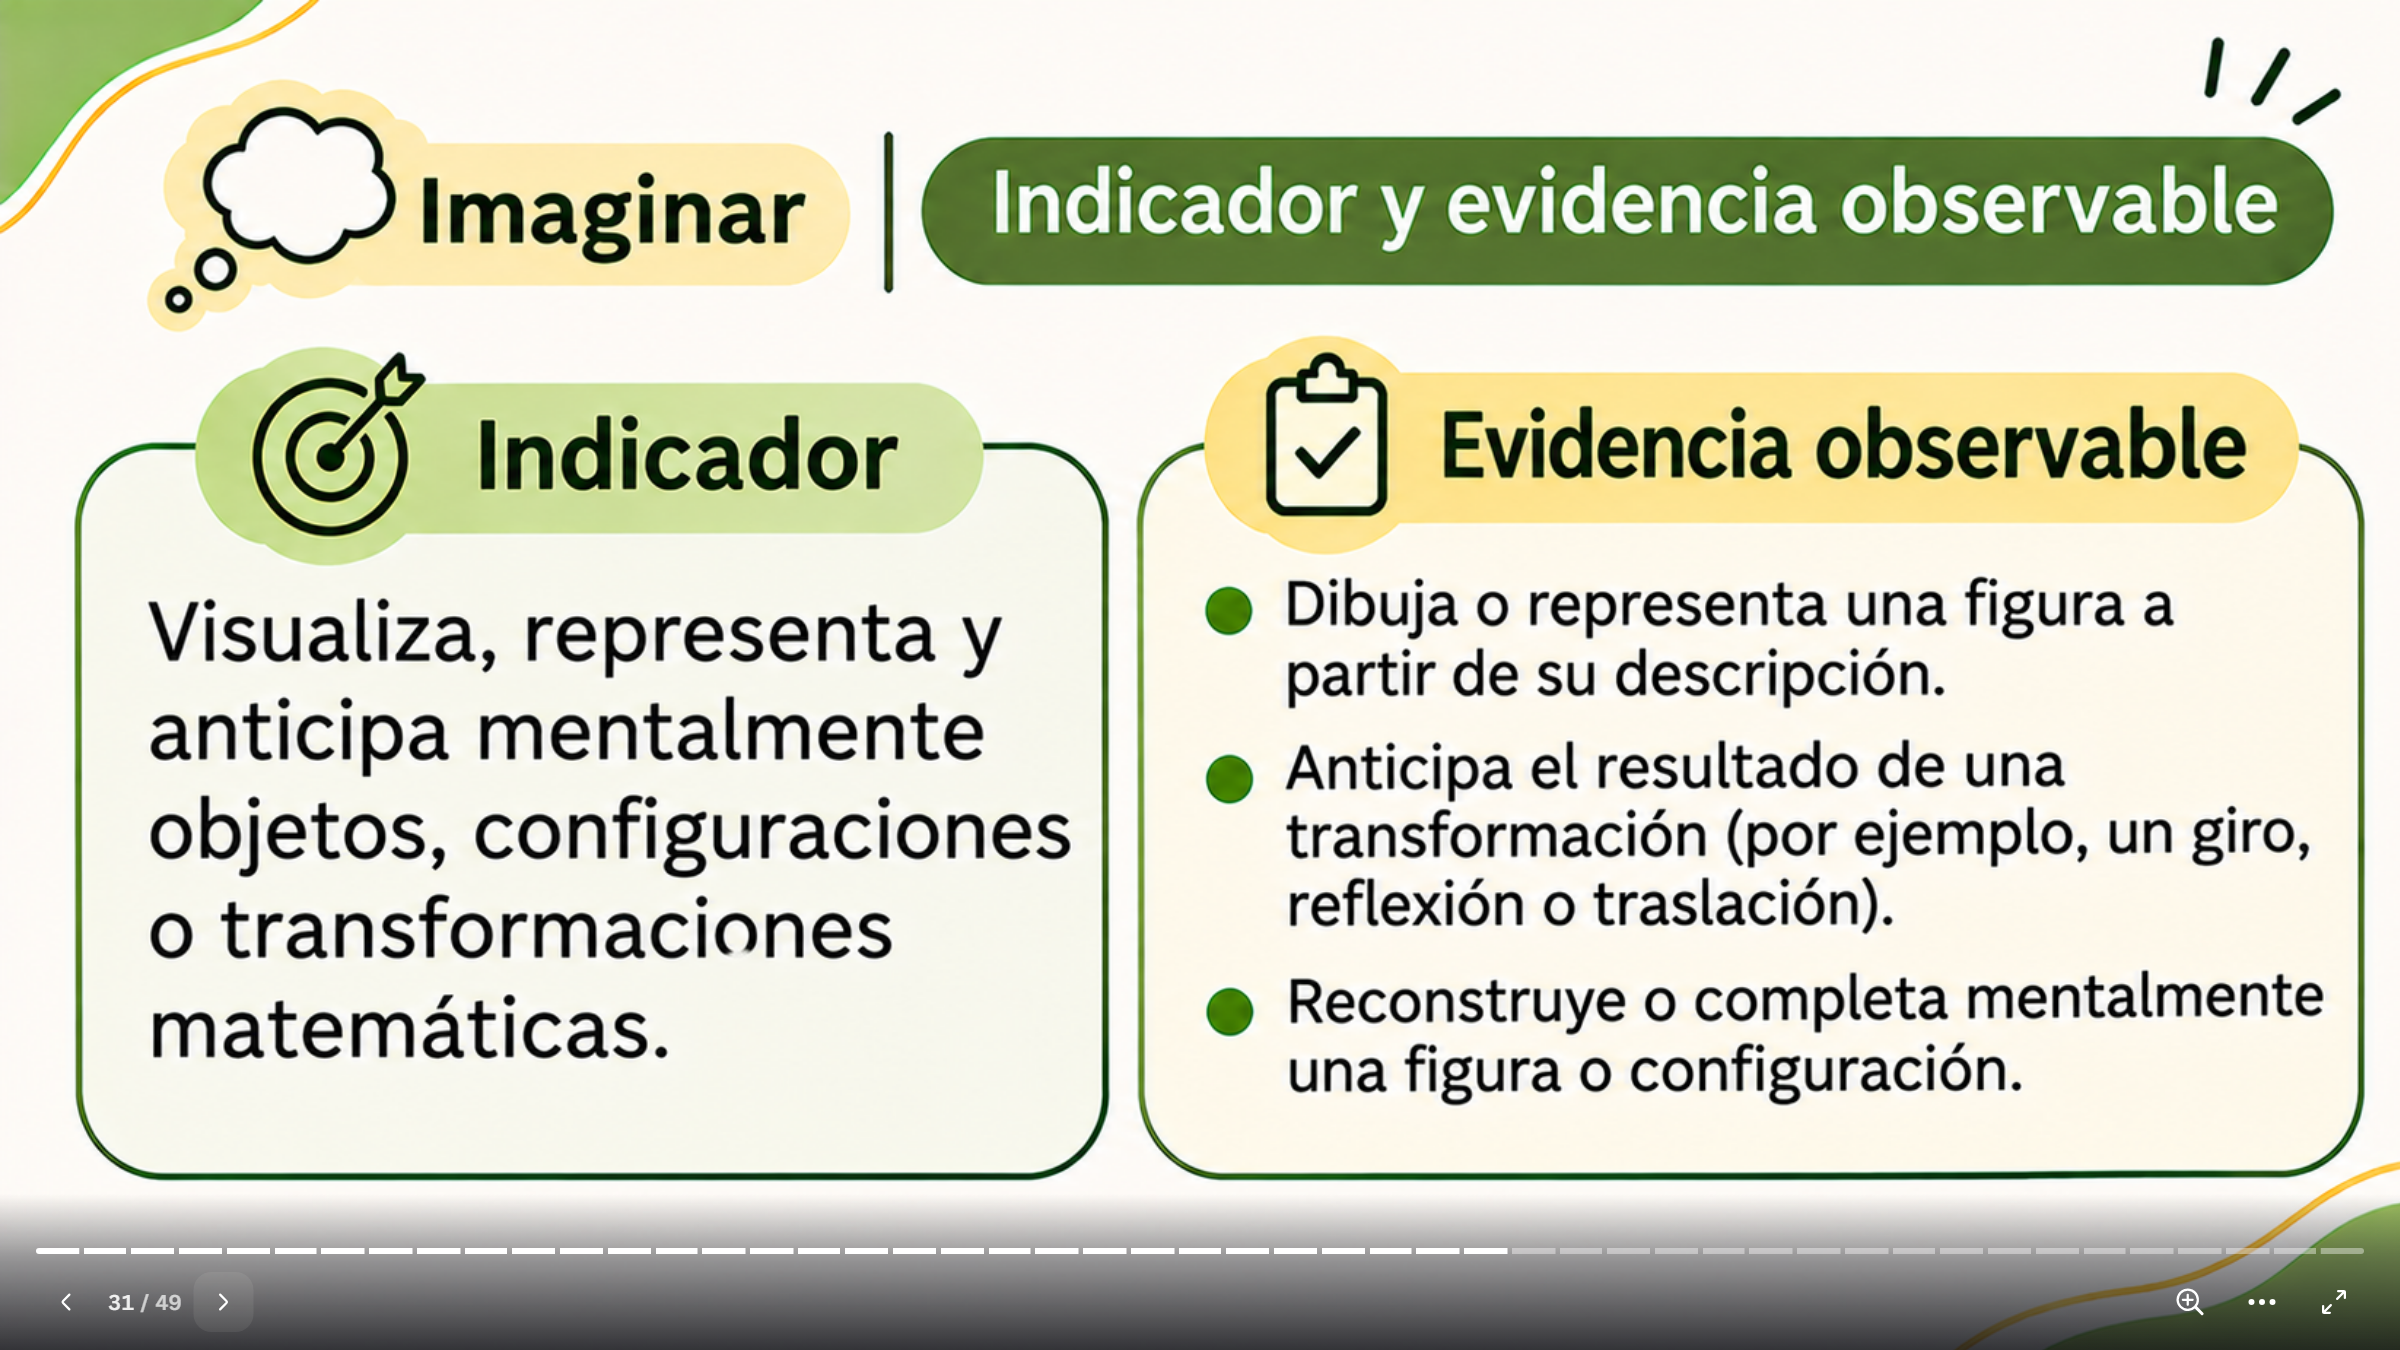 Imaginar
Indicador y evidencia observable
Indicador
Visualiza, representa y
anticipa mentalmente
objetos, configuraciones
o transformaciones
matemáticas.
Evidencia observable
Dibuja o representa una figura a
partir de su descripción.
Anticipa el resultado de una
transformación (por ejemplo, un giro,
reflexión o traslación).
Reconstruye o completa mentalmente
una figura o configuración.
31 / 49